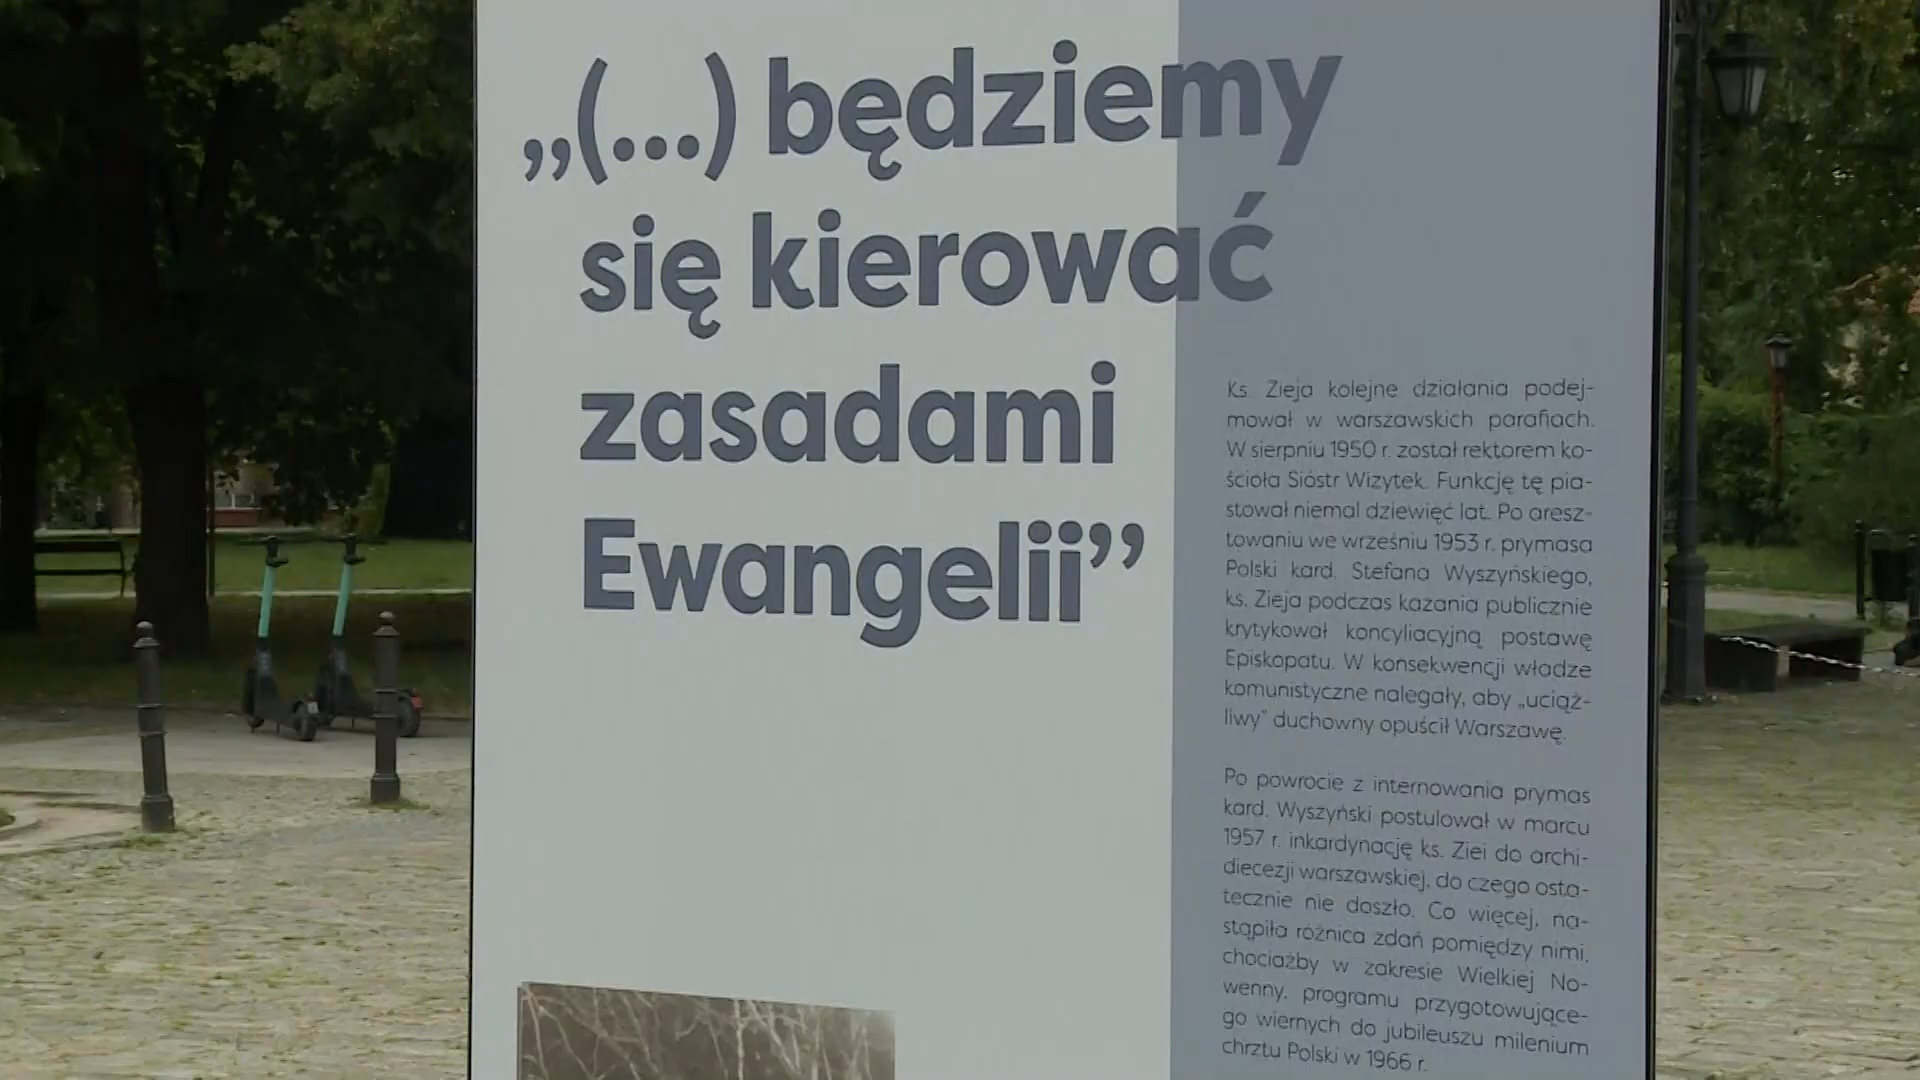 „(...) będziemy
się kierować
zasadami
Ewangelii”
Ks. Zieja kolejne działania podej-
mował w warszawskich parafiach.
W sierpniu 1950 r. został rektorem ko-
ścioła Sióstr Wizytek. Funkcję tę pia-
stował niemal dziewięć lat. Po aresz-
towaniu we wrześniu 1953 r. prymasa
Polski kard. Stefana Wyszyńskiego,
ks. Zieja podczas kazania publicznie
krytykował koncyliacyjną postawę
Episkopatu. W konsekwencji władze
komunistyczne nalegały, aby „uciąż-
liwy” duchowny opuścił Warszawę.
Po powrocie z internowania prymas
kard. Wyszyński postulował w marcu
1957 r. inkardynację ks. Ziei do archi-
diecezji warszawskiej, do czego osta-
tecznie nie doszło. Co więcej, na-
stąpiła różnica zdań pomiędzy nimi,
chociażby w zakresie Wielkiej No-
wenny, programu przygotowujące-
go wiernych do jubileuszu milenium
chrztu Polski w 1966 r.